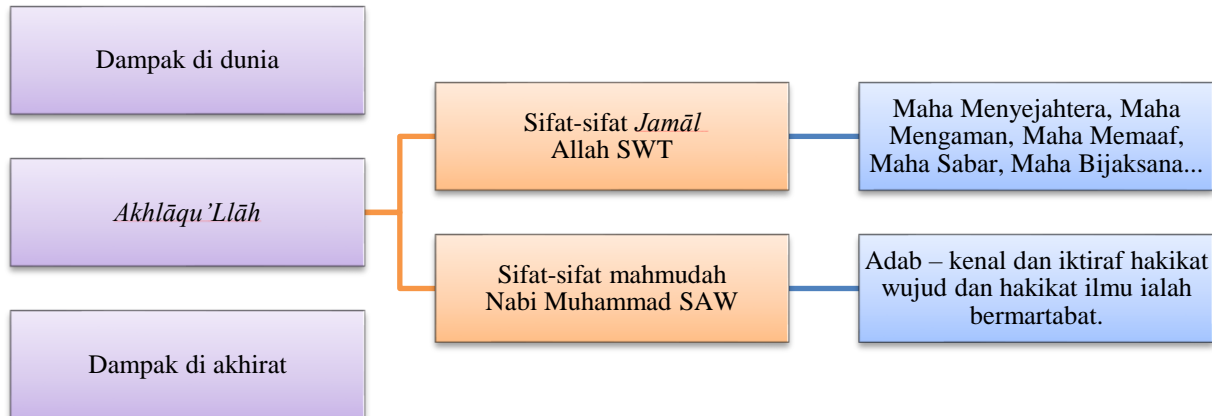 Dampak di dunia
Akhlāqu’Llāh
Dampak di akhirat
Sifat-sifat Jamāl
Allah SWT
Sifat-sifat mahmudah
Nabi Muhammad SAW
Maha Menyejahtera, Maha
Mengaman, Maha Memaaf,
Maha Sabar, Maha Bijaksana...
Adab – kenal dan iktiraf hakikat
wujud dan hakikat ilmu ialah
bermartabat.